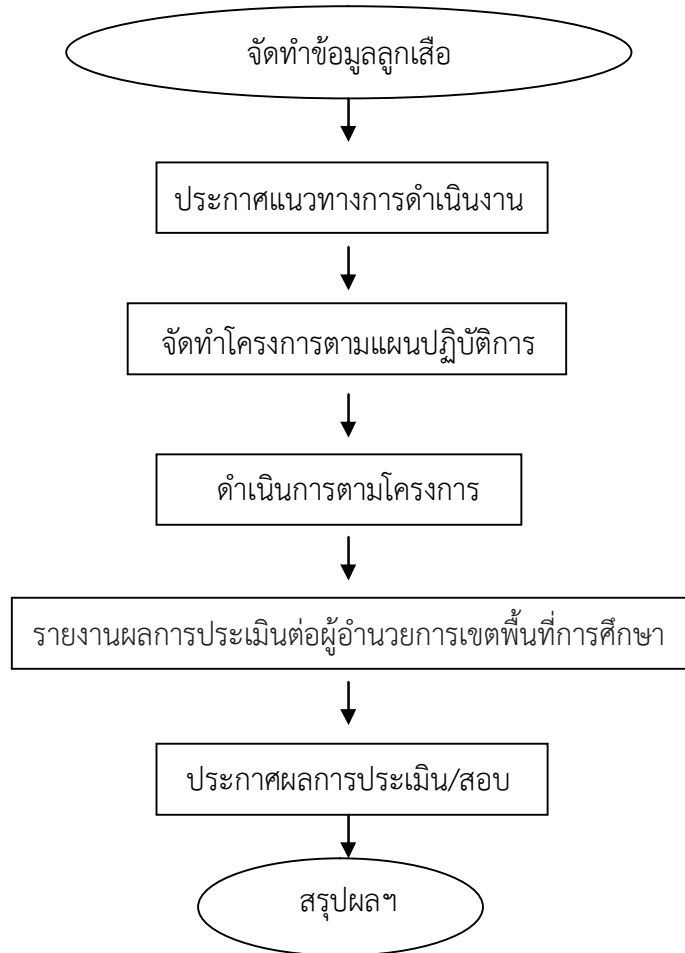 จัดทำข้อมูลลูกเสือ
ประกาศแนวทางการดำเนินงาน
จัดทำโครงการตามแผนปฏิบัติการ
ดำเนินการตามโครงการ
รายงานผลการประเมินต่อผู้อำนวยการเขตพื้นที่การศึกษา
ประกาศผลการประเมิน/สอบ
สรุปผลฯ